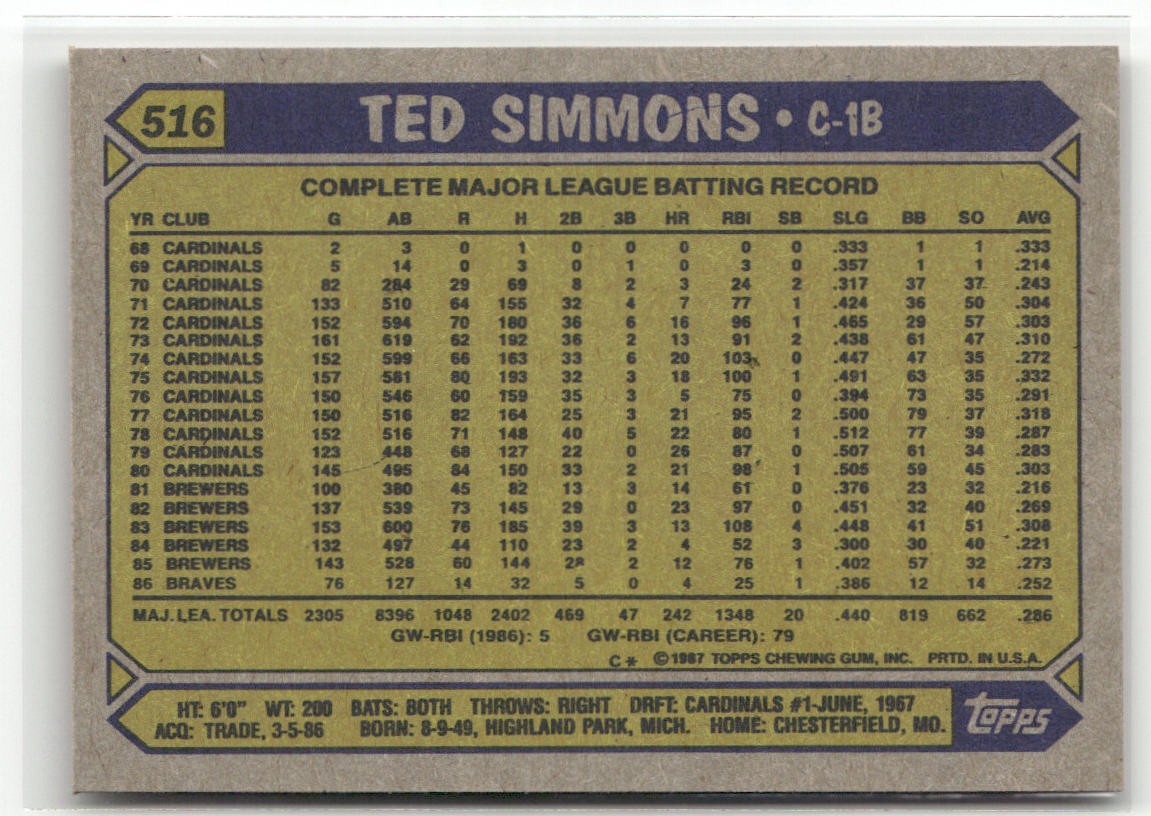 516 TED SIMMONS • C-1B
COMPLETE MAJOR LEAGUE BATTING RECORD
YR CLUB G AB R H 2B 3B HR RBI SB SLG BB SO AVG
68 CARDINALS 2 3 0 1 0 0 0 0 0 .333 1 1 .333
69 CARDINALS 5 14 0 3 0 1 0 3 0 .357 1 1 .214
70 CARDINALS 82 284 29 69 8 2 3 24 2 .317 37 37 .243
71 CARDINALS 133 510 64 155 32 4 7 77 1 .424 36 50 .304
72 CARDINALS 152 594 70 180 36 6 16 96 1 .465 29 57 .303
73 CARDINALS 161 619 62 192 36 2 13 91 2 .438 61 47 .310
74 CARDINALS 152 599 66 163 33 6 20 103 0 .447 47 35 .272
75 CARDINALS 157 581 80 193 32 3 18 100 1 .491 63 35 .332
76 CARDINALS 150 546 60 159 35 3 5 75 0 .394 73 35 .291
77 CARDINALS 150 516 82 164 25 3 21 95 2 .500 79 37 .318
78 CARDINALS 152 516 71 148 40 5 22 80 1 .512 77 39 .287
79 CARDINALS 123 448 68 127 22 0 26 87 0 .507 61 34 .283
80 CARDINALS 145 495 84 150 33 2 21 98 1 .505 59 45 .303
81 BREWERS 100 380 45 82 13 3 14 61 0 .376 23 32 .216
82 BREWERS 137 539 73 145 29 0 23 97 0 .451 32 40 .269
83 BREWERS 153 600 76 185 39 3 13 108 4 .448 41 51 .308
84 BREWERS 132 497 44 110 23 2 4 52 3 .300 30 40 .221
85 BREWERS 143 528 60 144 28 2 12 76 1 .402 57 32 .273
86 BRAVES 76 127 14 32 5 0 4 25 1 .386 12 14 .252
MAJ. LEA. TOTALS 2305 8396 1048 2402 469 47 242 1348 20 .440 819 662 .286
GW-RBI (1986): 5 GW-RBI (CAREER): 79
C* ©1987 TOPPS CHEWING GUM, INC. PRTD. IN U.S.A.
HT: 6'0" WT: 200 BATS: BOTH THROWS: RIGHT DRFT: CARDINALS #1-JUNE, 1967
ACQ: TRADE, 3-5-86 BORN: 8-9-49, HIGHLAND PARK, MICH. HOME: CHESTERFIELD, MO.
topps